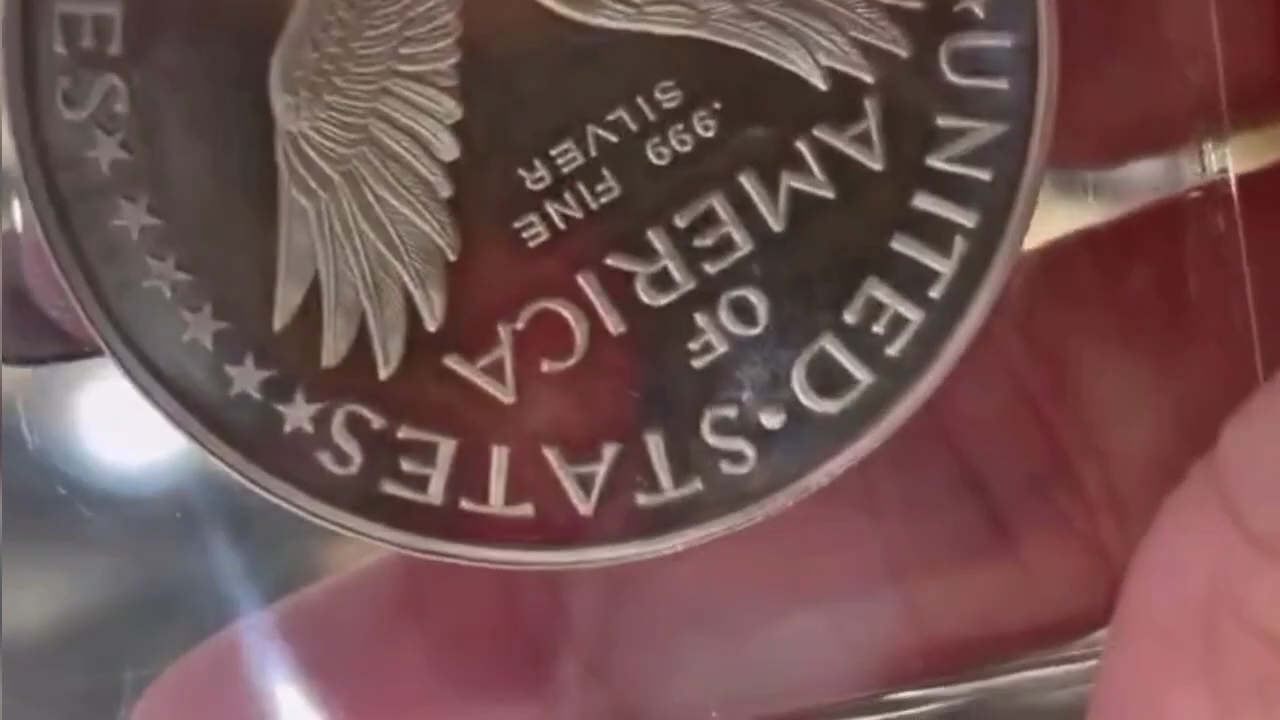 UNITED·STATES
OF
AMERICA
.999 FINE
SILVER